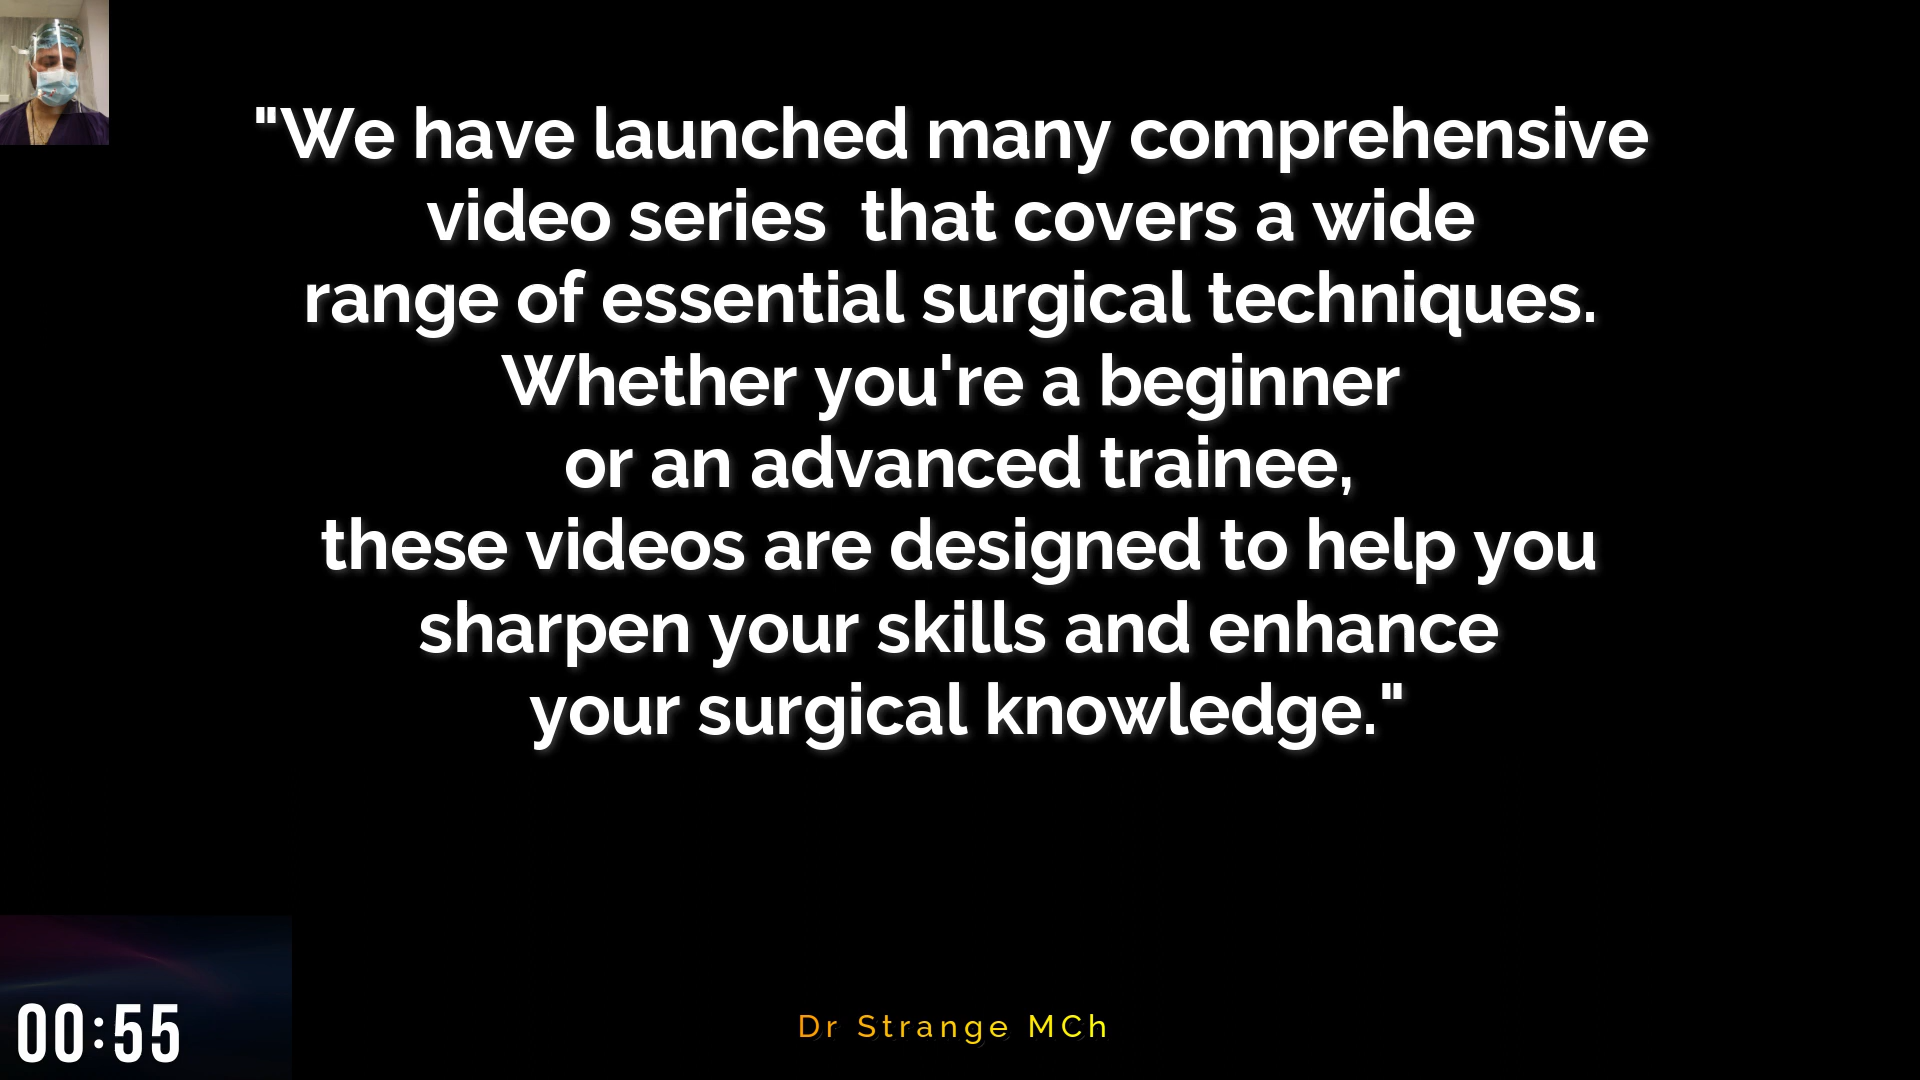 "We have launched many comprehensive
video series  that covers a wide
range of essential surgical techniques.
Whether you're a beginner
or an advanced trainee,
these videos are designed to help you
sharpen your skills and enhance
your surgical knowledge."
00:55
Dr Strange MCh